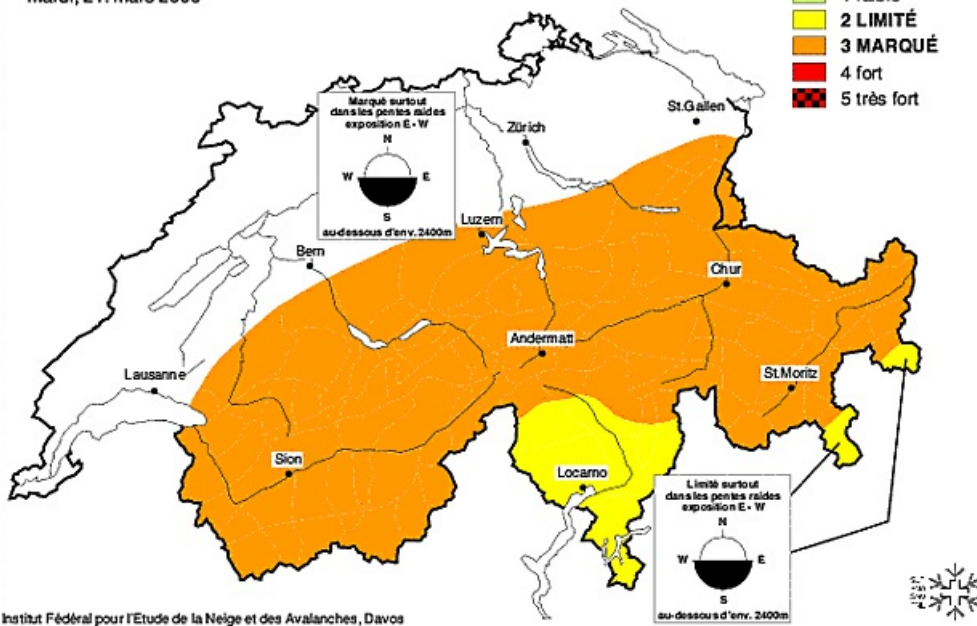 2 LIMITÉ
3 MARQUÉ
4 fort
5 très fort
St.Gallen
Marqué surtout
dans les pentes raides
exposition E - W
N
W E
S
au-dessous d'env. 2400m
Zürich
Luzern
Bern
Chur
Andermatt
Lausanne
St.Moritz
Sion
Locarno
Limité surtout
dans les pentes raides
exposition E - W
N
W E
S
au-dessous d'env. 2400m
Institut Fédéral pour l'Etude de la Neige et des Avalanches, Davos